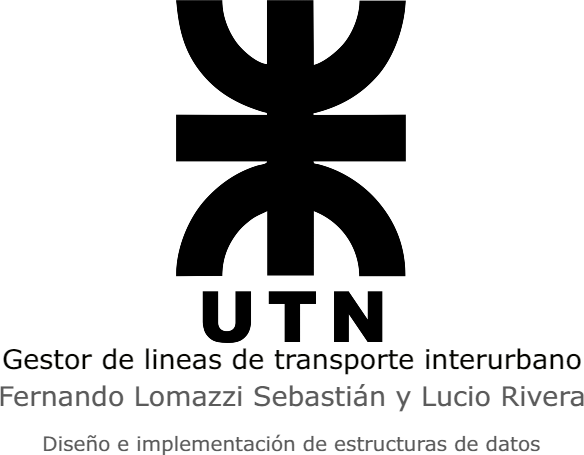 UTN
Gestor de lineas de transporte interurbano
Fernando Lomazzi Sebastián y Lucio Rivera
Diseño e implementación de estructuras de datos